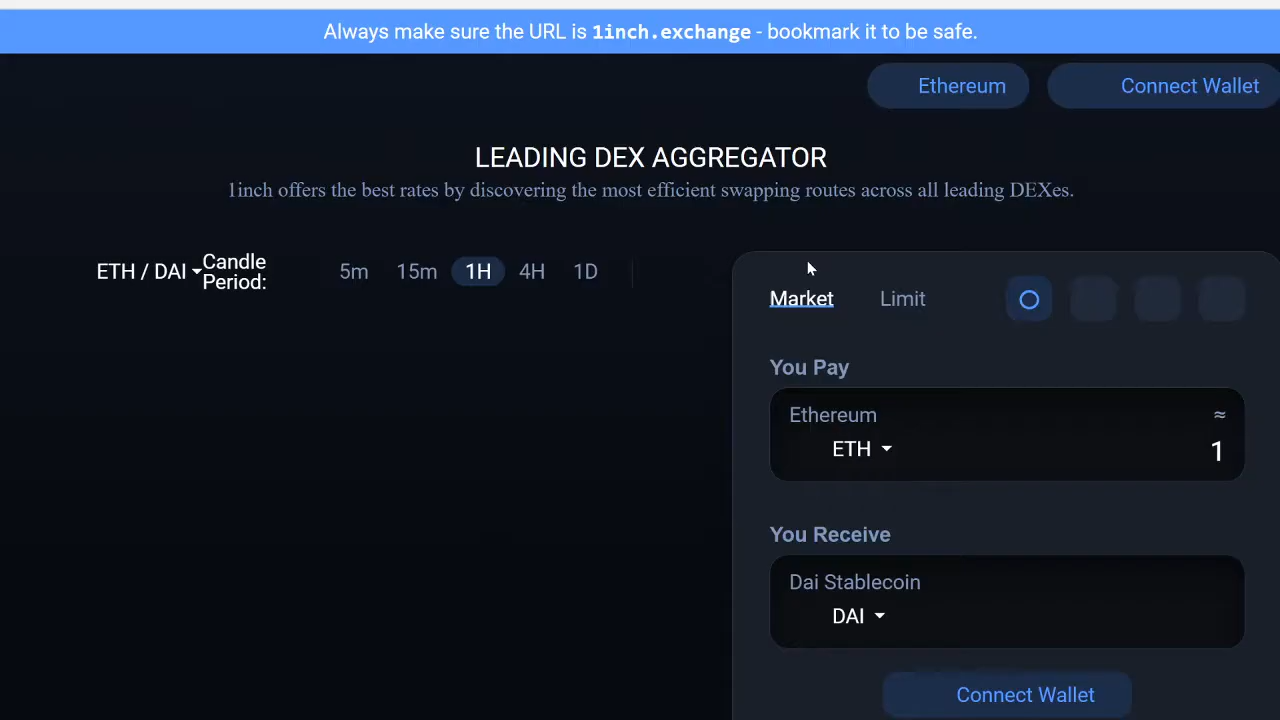 Always make sure the URL is 1inch.exchange - bookmark it to be safe.
Ethereum
Connect Wallet
LEADING DEX AGGREGATOR
1inch offers the best rates by discovering the most efficient swapping routes across all leading DEXes.
ETH / DAI
Candle
Period:
5m 15m 1H 4H 1D
Market Limit
You Pay
Ethereum ≈
ETH 1
You Receive
Dai Stablecoin
DAI
Connect Wallet